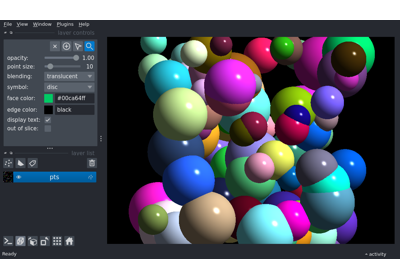 File View Window Plugins Help
layer controls
opacity: 1.00
point size: 10
blending: translucent
symbol: disc
face color: #00ca64ff
edge color: black
display text:
out of slice:
layer list
pts
Ready
activity